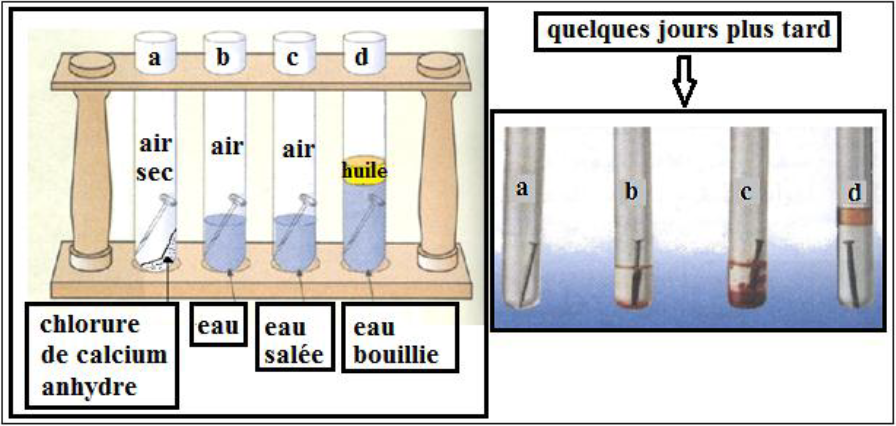 quelques jours plus tard
a b c d
air sec
air
air
huile
a
b
c
d
chlorure
de calcium
anhydre
eau
eau
salée
eau
bouillie